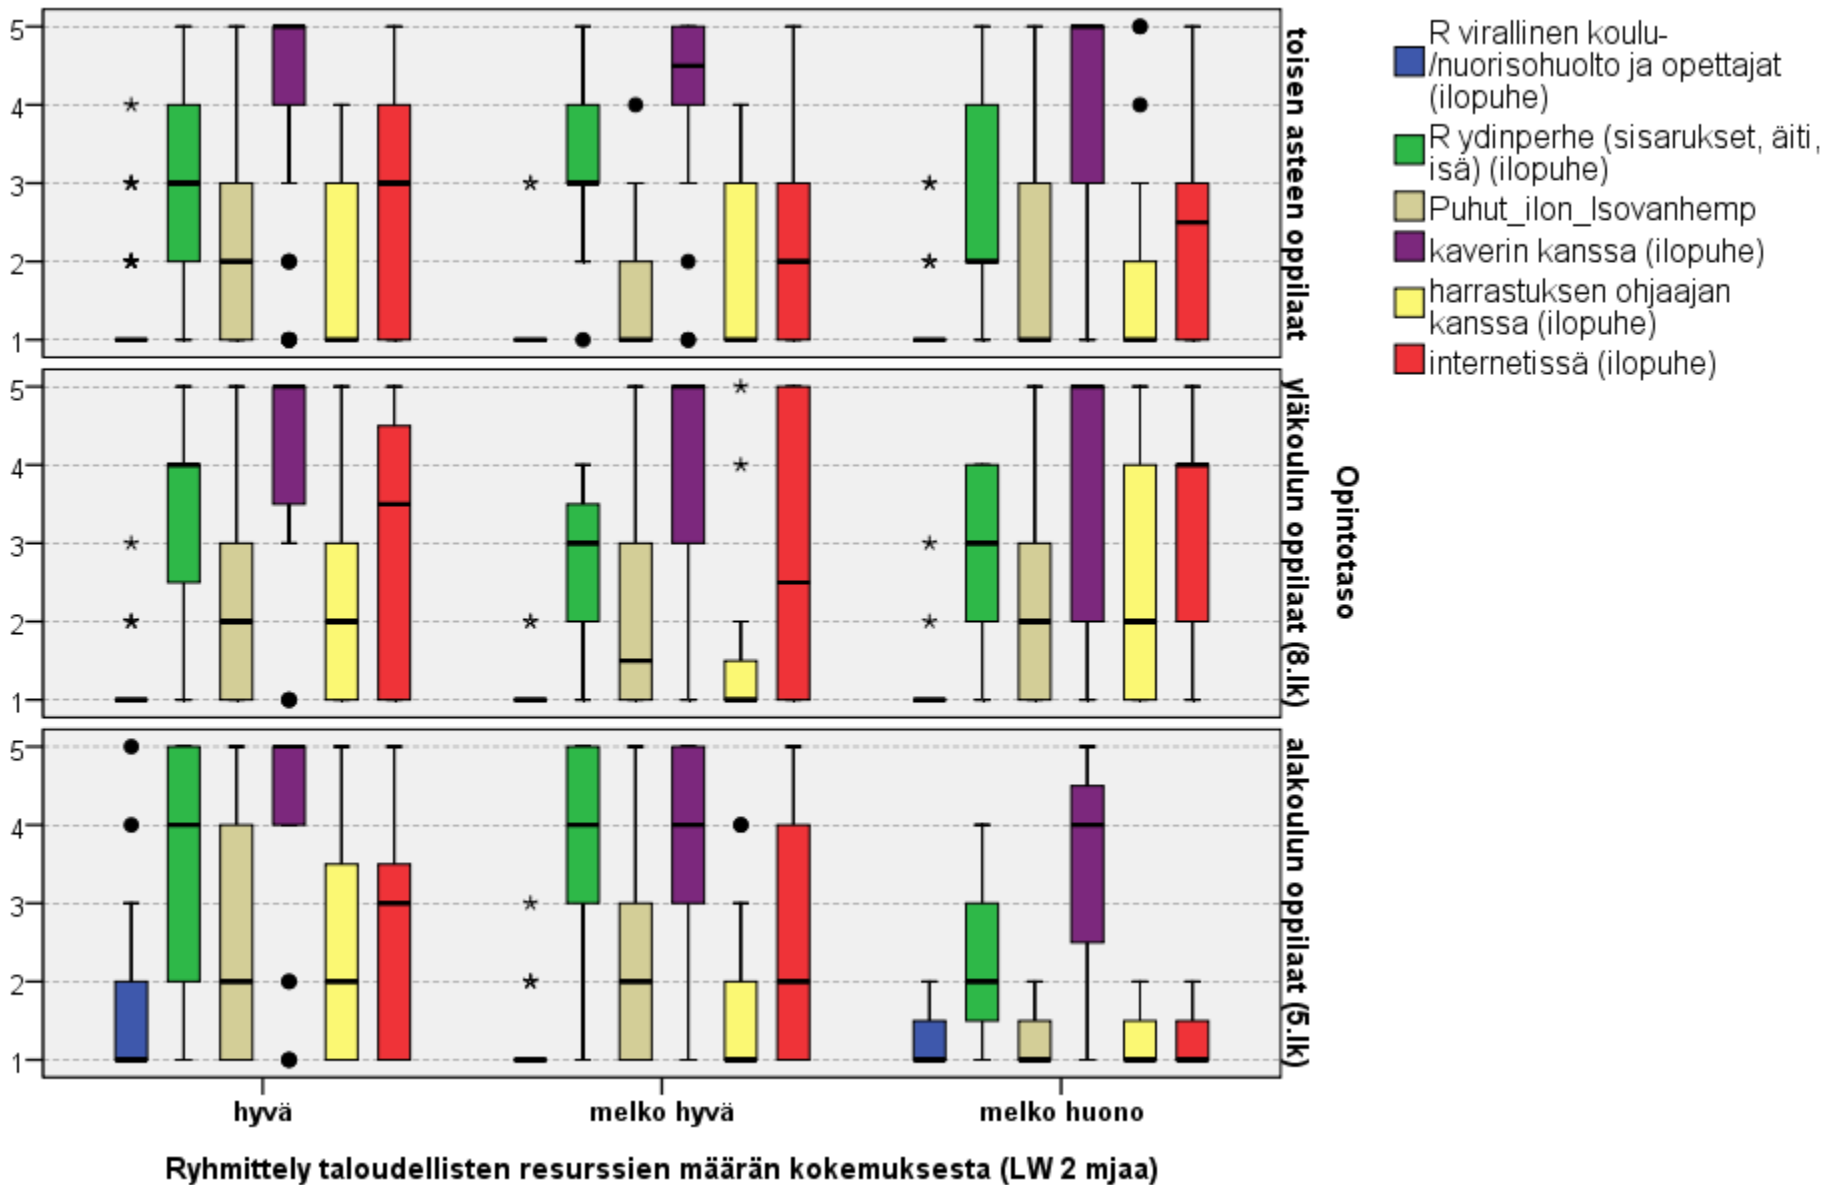 5
4
3
2
1
toisen asteen oppilaat
5
4
3
2
1
yläkoulun oppilaat (8.lk)
5
4
3
2
1
alakoulun oppilaat (5.lk)
Opintotaso
hyvä
melko hyvä
melko huono
Ryhmittely taloudellisten resurssien määrän kokemuksesta (LW 2 mjaa)
R virallinen koulu-
/nuorisohuolto ja opettajat
(ilopuhe)
R ydinperhe (sisarukset, äiti,
isä) (ilopuhe)
Puhut_ilon_Isovanhemp
kaverin kanssa (ilopuhe)
harrastuksen ohjaajan
kanssa (ilopuhe)
internetissä (ilopuhe)